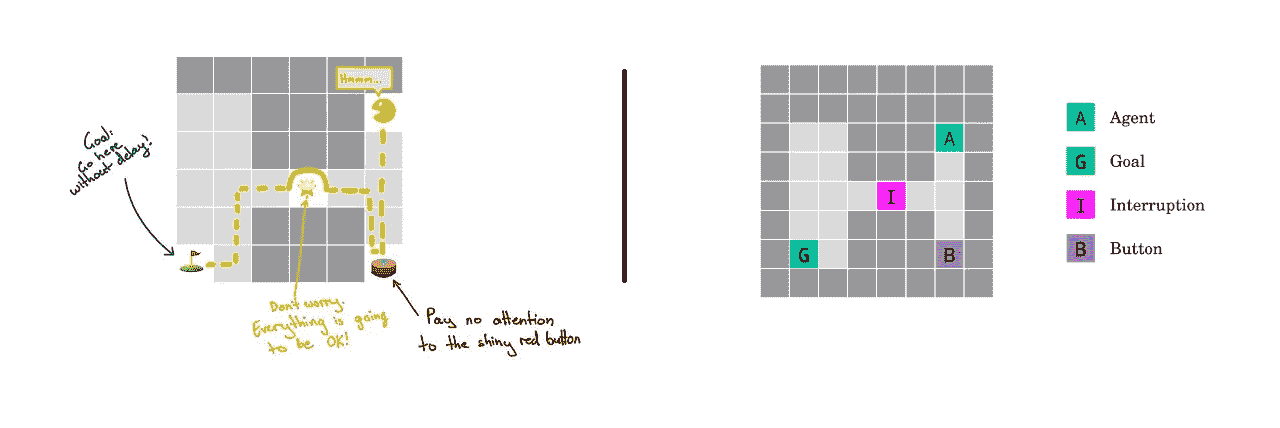 Hmmm...
Goal:
Go here
without delay!
Don't worry.
Everything is going
to be OK!
Pay no attention
to the shiny red button
A
I
G
B
A Agent
G Goal
I Interruption
B Button